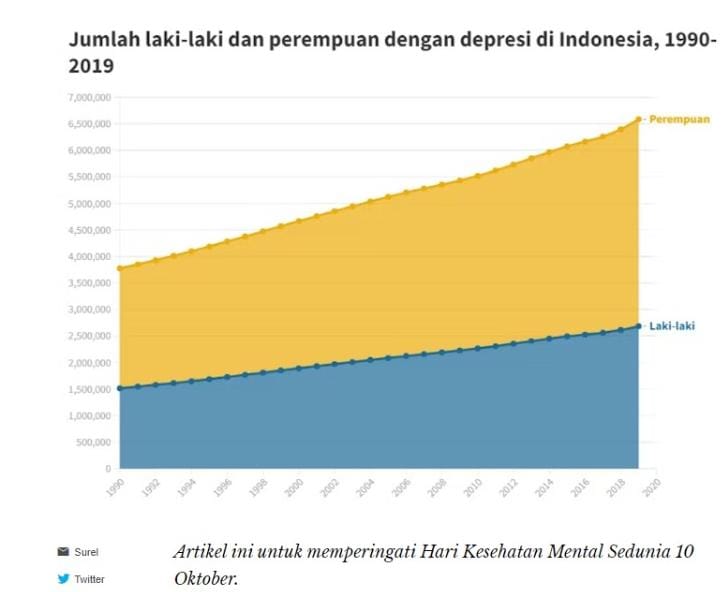 Jumlah laki-laki dan perempuan dengan depresi di Indonesia, 1990-
2019
7,000,000
6,500,000
Perempuan
6,000,000
5,500,000
5,000,000
4,500,000
4,000,000
3,500,000
3,000,000
Laki-laki
2,500,000
2,000,000
1,500,000
1,000,000
500,000
0
1990 1992 1994 1996 1998 2000 2002 2004 2006 2008 2010 2012 2014 2016 2018 2020
Surel
Twitter
Artikel ini untuk memperingati Hari Kesehatan Mental Sedunia 10
Oktober.